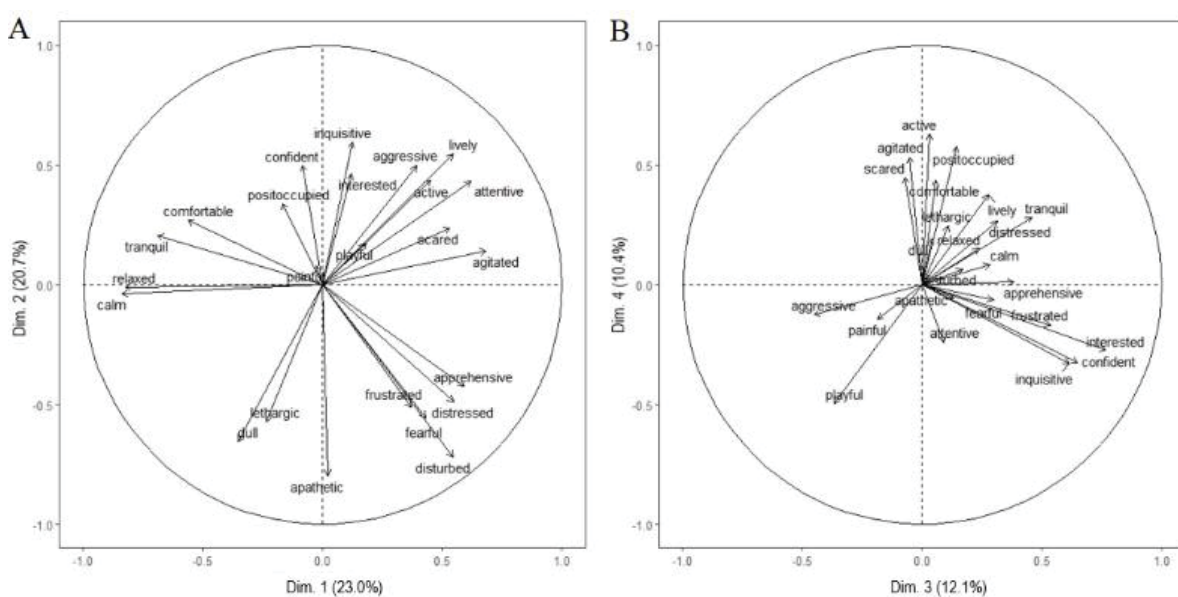 A
1.0
inquisitive
lively
confident
aggressive
0.5
interested
active
attentive
positoccupied
comfortable
tranquil
scared
playful
agitated
relaxed
0.0
calm
apprehensive
frustrated
distressed
lethargic
-0.5
dull
fearful
disturbed
apathetic
-1.0
-1.0 -0.5 0.0 0.5 1.0
Dim. 1 (23.0%)
Dim. 2 (20.7%)
B
1.0
active
agitated
positoccupied
0.5
scared
comfortable
lethargic
lively
tranquil
distressed
relaxed
calm
0.0
apprehensive
aggressive
apathetic
fearful
frustrated
painful
attentive
interested
confident
inquisitive
playful
-0.5
-1.0
-1.0 -0.5 0.0 0.5 1.0
Dim. 3 (12.1%)
Dim. 4 (10.4%)